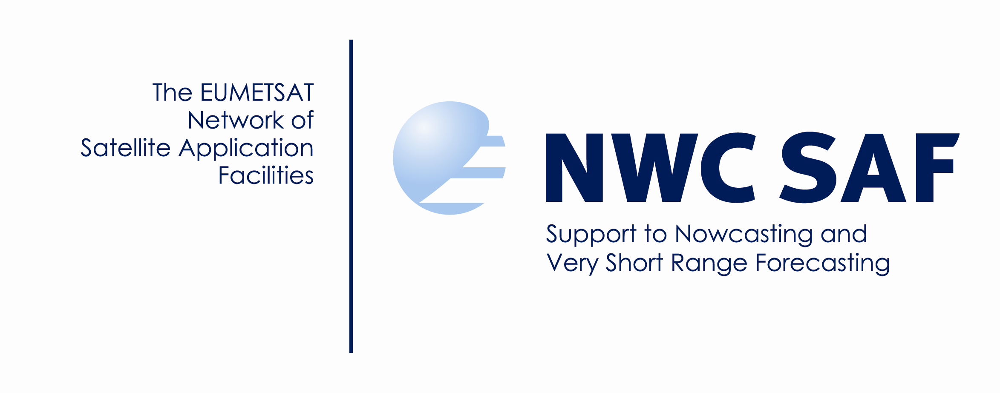 The EUMETSAT
Network of
Satellite Application
Facilities
NWC SAF
Support to Nowcasting and
Very Short Range Forecasting